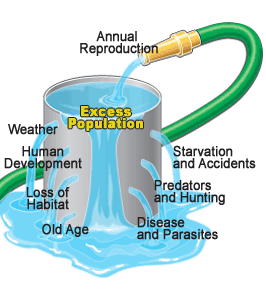 Annual
Reproduction
Excess
Population
Weather
Human
Development
Loss of
Habitat
Old Age
Starvation
and Accidents
Predators
and Hunting
Disease
and Parasites